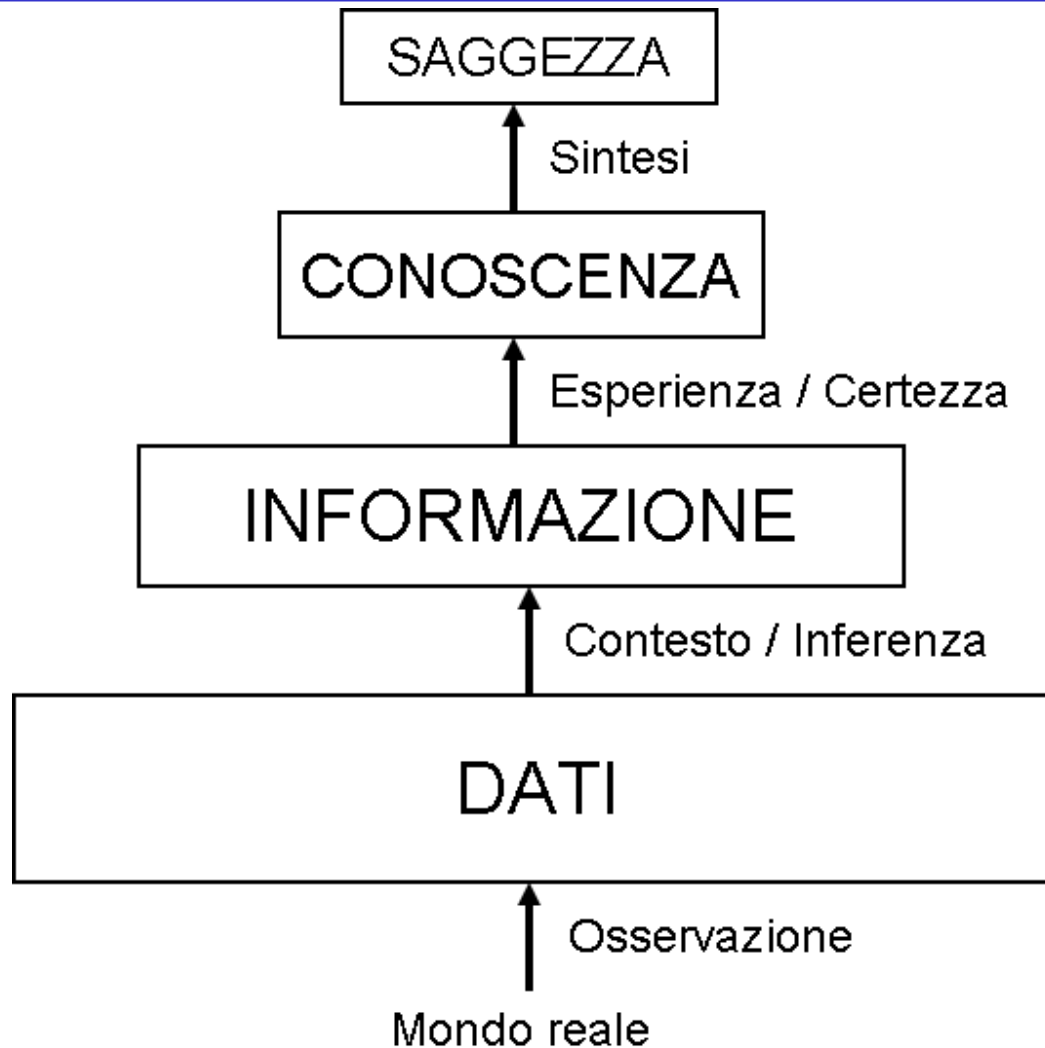 SAGGEZZA
Sintesi
CONOSCENZA
Esperienza / Certezza
INFORMAZIONE
Contesto / Inferenza
DATI
Osservazione
Mondo reale